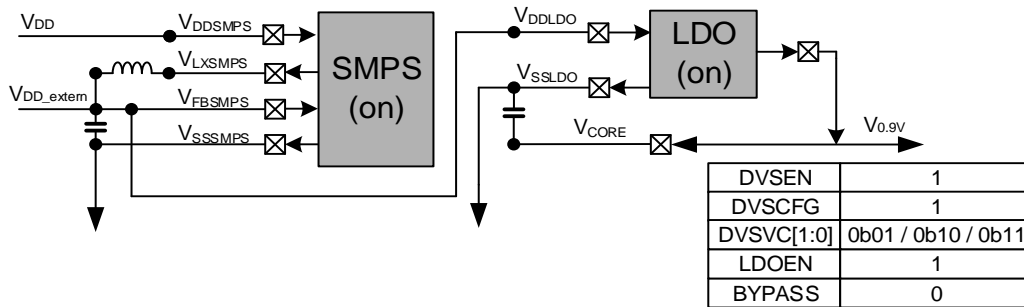 VDD
VDDSMPS
VLXSMPS
VDD_extern
VFBSMPS
VSSSMPS
SMPS
(on)
VDDLDO
VSSLDO
LDO
(on)
VCORE
V0.9V
DVSEN 1
DVSCFG 1
DVSVC[1:0] 0b01 / 0b10 / 0b11
LDOEN 1
BYPASS 0